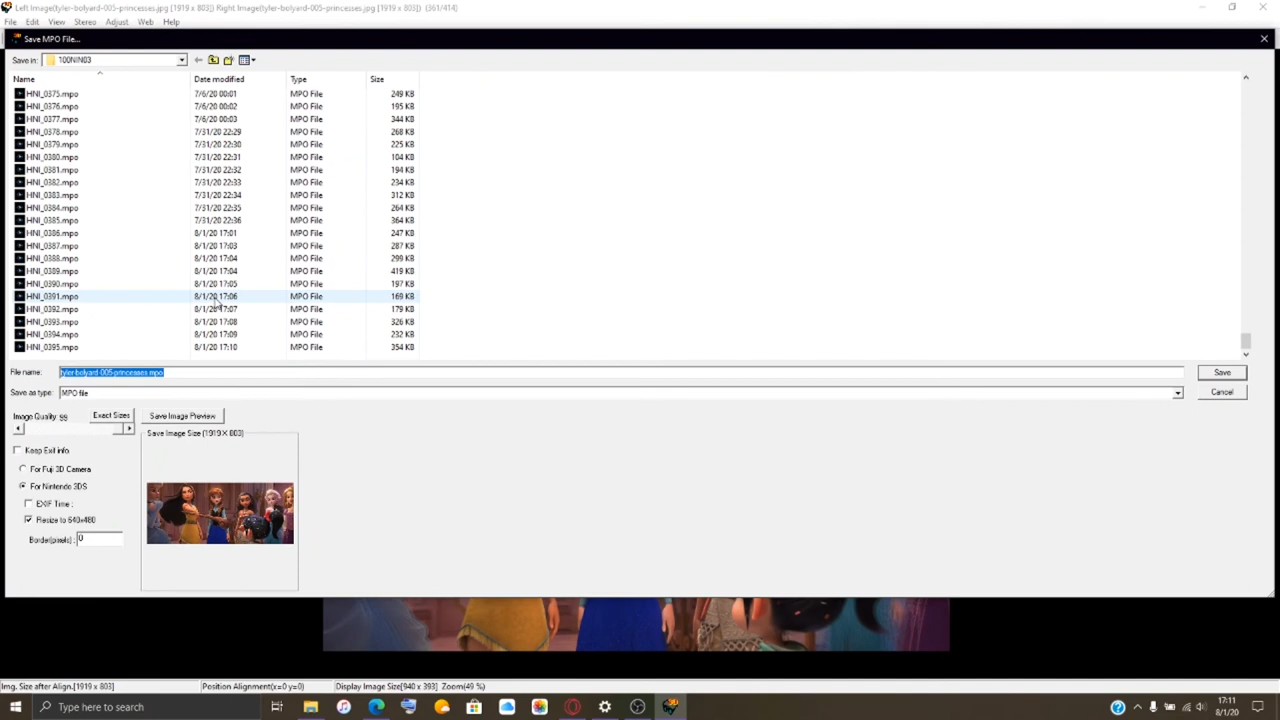 Left Image(tyler-bolyard-005-princesses.jpg [1919 x 803]) Right Image(tyler-bolyard-005-princesses.jpg [1919 x 803]) (361/414)
File Edit View Stereo Adjust Web Help
Save MPO File...
Save in: 100NIN03
Name Date modified Type Size
HNI_0375.mpo 7/6/20 00:01 MPO File 249 KB
HNI_0376.mpo 7/6/20 00:02 MPO File 195 KB
HNI_0377.mpo 7/6/20 00:03 MPO File 344 KB
HNI_0378.mpo 7/31/20 22:29 MPO File 268 KB
HNI_0379.mpo 7/31/20 22:30 MPO File 225 KB
HNI_0380.mpo 7/31/20 22:31 MPO File 104 KB
HNI_0381.mpo 7/31/20 22:32 MPO File 194 KB
HNI_0382.mpo 7/31/20 22:33 MPO File 234 KB
HNI_0383.mpo 7/31/20 22:34 MPO File 312 KB
HNI_0384.mpo 7/31/20 22:35 MPO File 264 KB
HNI_0385.mpo 7/31/20 22:36 MPO File 364 KB
HNI_0386.mpo 8/1/20 17:01 MPO File 247 KB
HNI_0387.mpo 8/1/20 17:03 MPO File 287 KB
HNI_0388.mpo 8/1/20 17:04 MPO File 299 KB
HNI_0389.mpo 8/1/20 17:04 MPO File 419 KB
HNI_0390.mpo 8/1/20 17:05 MPO File 197 KB
HNI_0391.mpo 8/1/20 17:06 MPO File 169 KB
HNI_0392.mpo 8/1/20 17:07 MPO File 179 KB
HNI_0393.mpo 8/1/20 17:08 MPO File 326 KB
HNI_0394.mpo 8/1/20 17:09 MPO File 232 KB
HNI_0395.mpo 8/1/20 17:10 MPO File 354 KB
File name: tyler-bolyard-005-princesses.mpo Save
Save as type: MPO file Cancel
Image Quality: 99 Exact Sizes Save Image Preview
Save Image Size (1919×803)
Keep Exif info
For Fuji 3D Camera
For Nintendo 3DS
EXIF Time :
Resize to 640x480
Border(pixels) : 0
Img. Size after Align.[1919 x 803] Position Alignment(x=0 y=0) Display Image Size[940 x 393] Zoom(49 %)
Type here to search
17:11
8/1/20